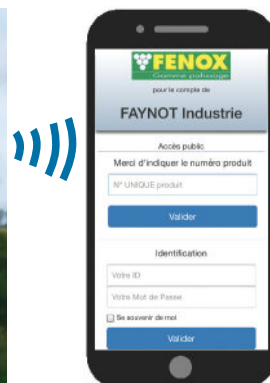 FENOX
Gamme palissage
pour le compte de
FAYNOT Industrie
Accès public
Merci d'indiquer le numéro produit
N° UNIQUE produit
Valider
Identification
Votre ID
Votre Mot de Passe
Se souvenir de moi
Valider